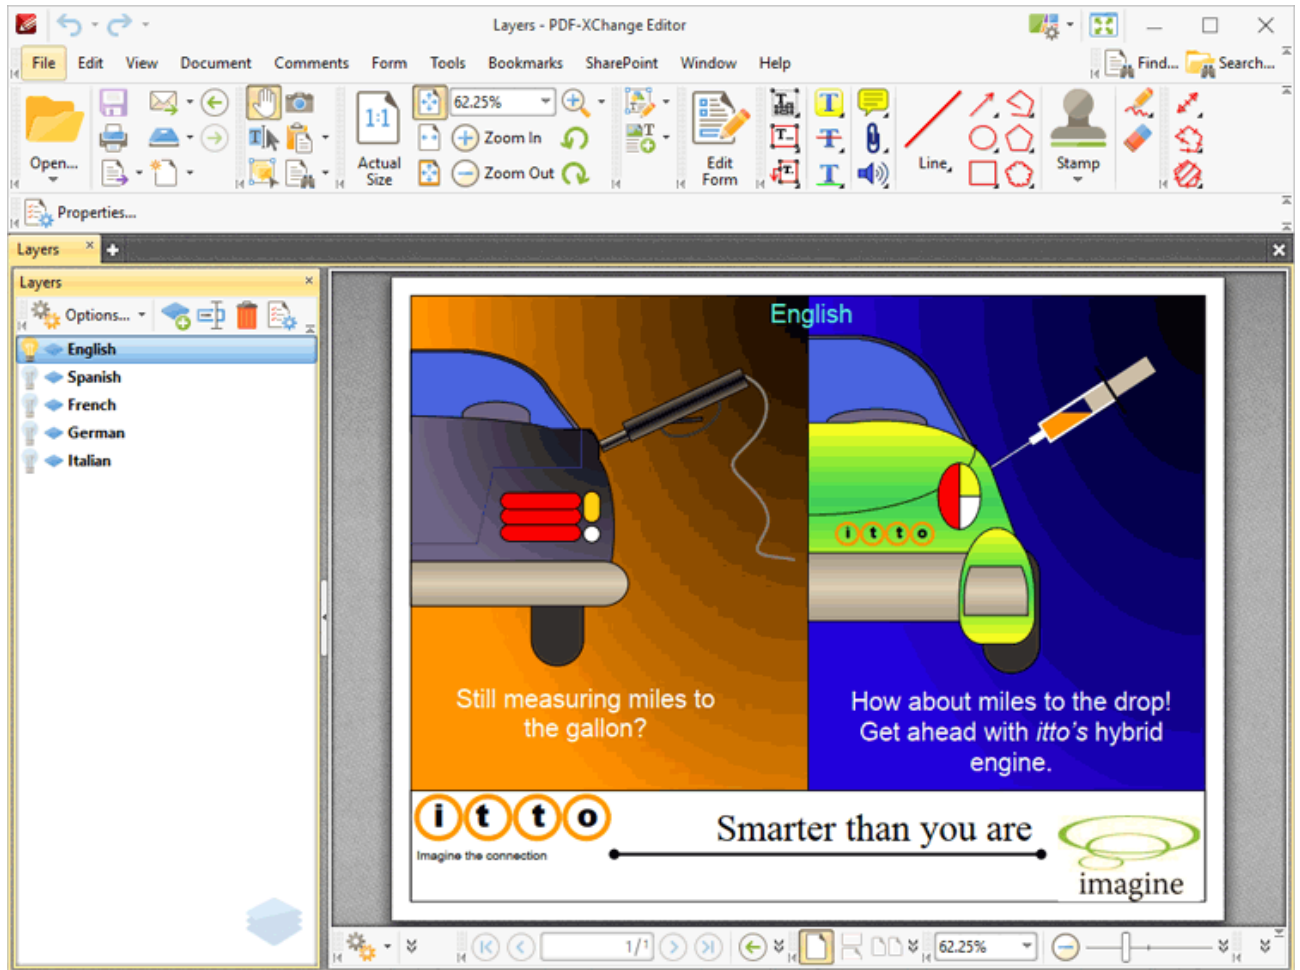 Layers - PDF-XChange Editor
File Edit View Document Comments Form Tools Bookmarks SharePoint Window Help Find... Search...
Open... 1:1 Actual Size 62.25% Zoom In Zoom Out Edit Form Line Stamp
Properties...
Layers
Layers
Options...
English
Spanish
French
German
Italian
English
Still measuring miles to
the gallon?
itto
How about miles to the drop!
Get ahead with itto's hybrid
engine.
itto
Imagine the connection
Smarter than you are
imagine
1/1 62.25%